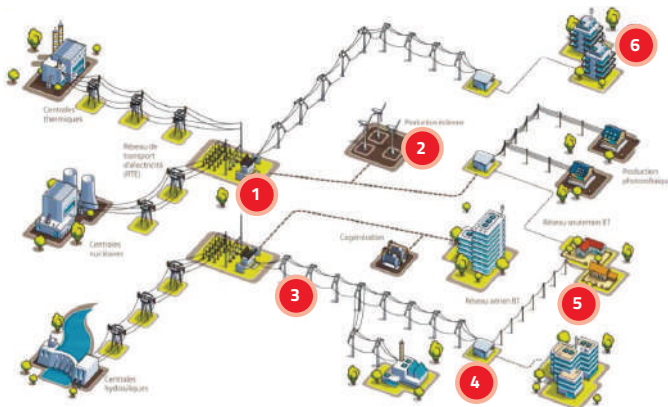 6
Centrales
thermiques
Production éolienne
2
Réseau de
transport
d'électricité
(RTE)
1
Production
photovoltaïque
Réseau souterrain BT
Centrales
nucléaires
Cogénération
3
Réseau aérien BT
5
4
Centrales
hydrauliques